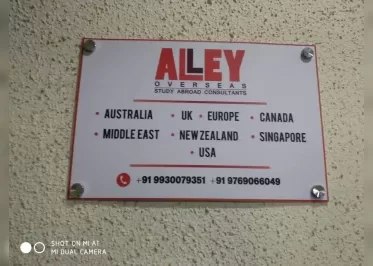 ALLEY
OVERSEAS
STUDY ABROAD CONSULTANTS
• AUSTRALIA • UK • EUROPE • CANADA
• MIDDLE EAST • NEW ZEALAND • SINGAPORE
• USA
+91 9930079351 +91 9769066049
SHOT ON MI A1
MI DUAL CAMERA